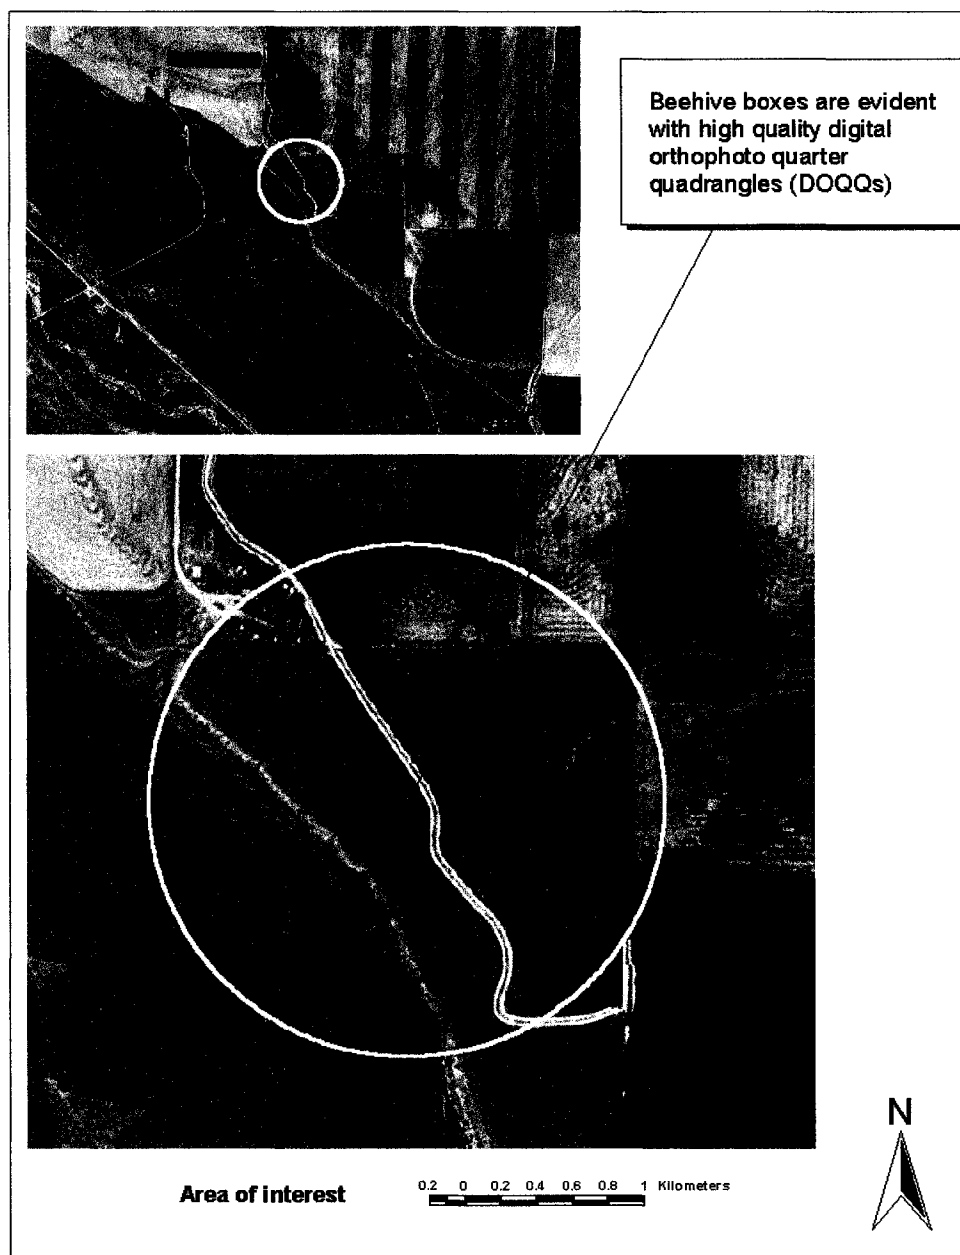 Beehive boxes are evident
with high quality digital
orthophoto quarter
quadrangles (DOQQs)
N
Area of interest
0.2 0 0.2 0.4 0.6 0.8 1 Kilometers